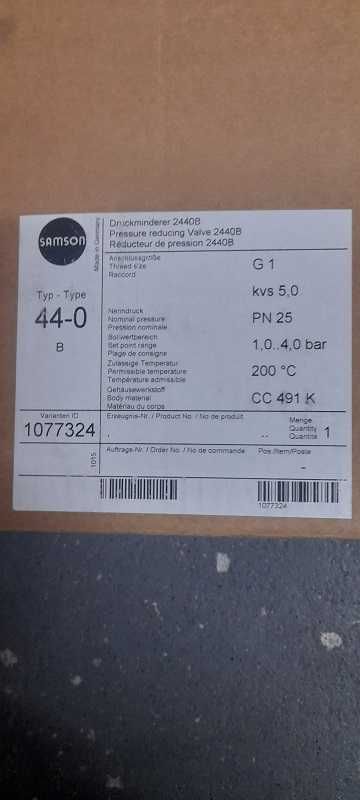 SAMSON
Made in Germany
Druckminderer 2440B
Pressure reducing Valve 2440B
Réducteur de pression 2440B
Typ - Type
44-0
B
Anschlussgröße
Thread size
Raccord
G 1
kvs 5,0
Nenndruck
Nominal pressure
Pression nominale
PN 25
Sollwertbereich
Set point range
Plage de consigne
1,0..4,0 bar
Zulässige Temperatur
Permissible temperature
Température admissible
200 °C
Gehäusewerkstoff
Body material
Matériau du corps
CC 491 K
Varianten ID
1077324
Erzeugnis-Nr. / Product No. / No de produit
. ..
Menge
Quantity
Quantité
1
1015
Auftrags-Nr. / Order No. / No de commande
Pos./Item/Poste
-
1077324